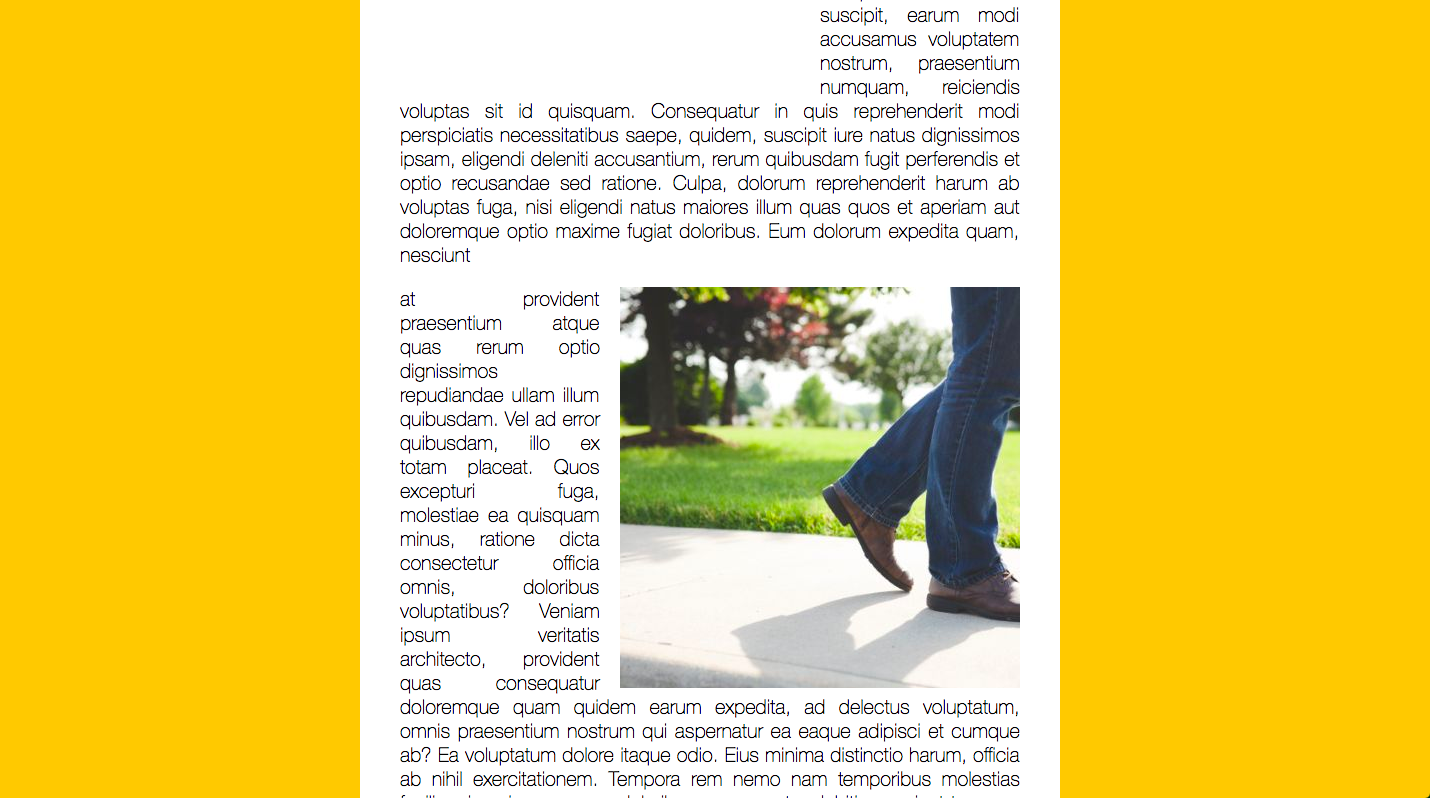 suscipit, earum modi
accusamus voluptatem
nostrum, praesentium
numquam, reiciendis
voluptas sit id quisquam. Consequatur in quis reprehenderit modi
perspiciatis necessitatibus saepe, quidem, suscipit iure natus dignissimos
ipsam, eligendi deleniti accusantium, rerum quibusdam fugit perferendis et
optio recusandae sed ratione. Culpa, dolorum reprehenderit harum ab
voluptas fuga, nisi eligendi natus maiores illum quas quos et aperiam aut
doloremque optio maxime fugiat doloribus. Eum dolorum expedita quam,
nesciunt
at provident
praesentium atque
quas rerum optio
dignissimos
repudiandae ullam illum
quibusdam. Vel ad error
quibusdam, illo ex
totam placeat. Quos
excepturi fuga,
molestiae ea quisquam
minus, ratione dicta
consectetur officia
omnis, doloribus
voluptatibus? Veniam
ipsum veritatis
architecto, provident
quas consequatur
doloremque quam quidem earum expedita, ad delectus voluptatum,
omnis praesentium nostrum qui aspernatur ea eaque adipisci et cumque
ab? Ea voluptatum dolore itaque odio. Eius minima distinctio harum, officia
ab nihil exercitationem. Tempora rem nemo nam temporibus molestias